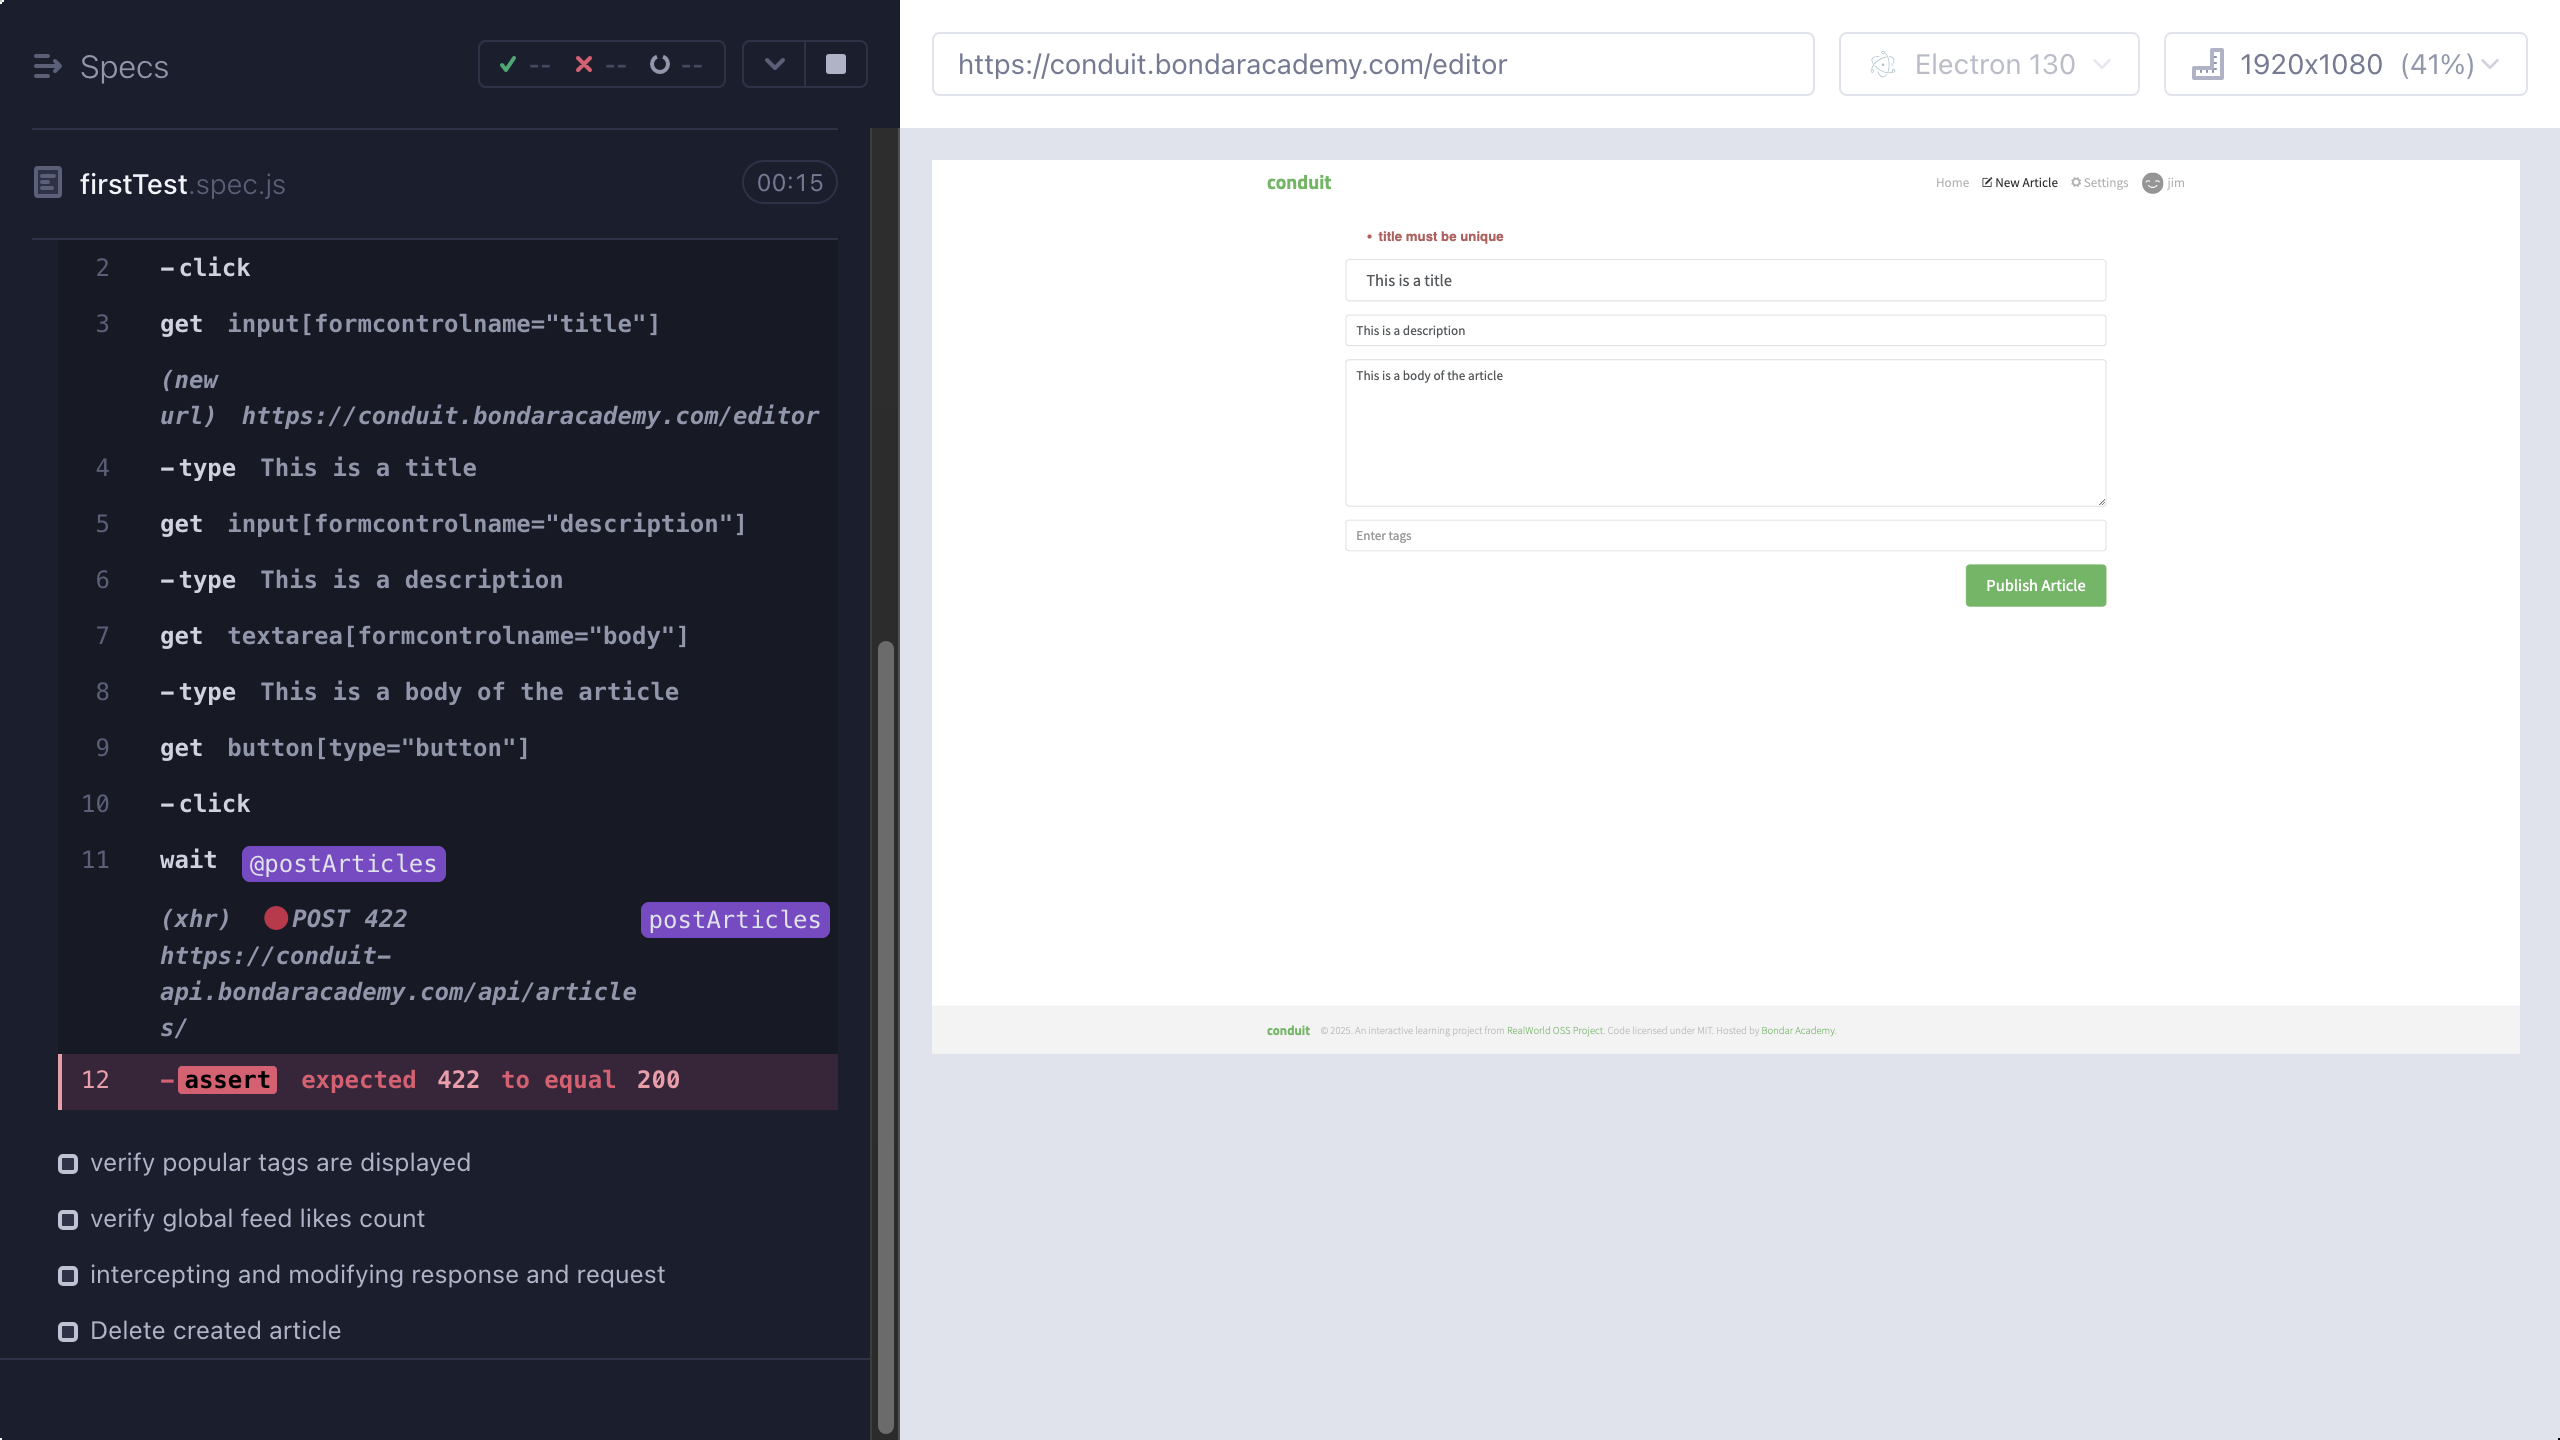 Specs
-- -- --
firstTest.spec.js
00:15
2 -click
3 get input[formcontrolname="title"]
(new
url) https://conduit.bondaracademy.com/editor
4 -type This is a title
5 get input[formcontrolname="description"]
6 -type This is a description
7 get textarea[formcontrolname="body"]
8 -type This is a body of the article
9 get button[type="button"]
10 -click
11 wait @postArticles
(xhr) POST 422 postArticles
https://conduit-
api.bondaracademy.com/api/article
s/
12 -assert expected 422 to equal 200
verify popular tags are displayed
verify global feed likes count
intercepting and modifying response and request
Delete created article
https://conduit.bondaracademy.com/editor
Electron 130
1920x1080 (41%)
conduit
Home New Article Settings jim
• title must be unique
This is a title
This is a description
This is a body of the article
Enter tags
Publish Article
conduit © 2025. An interactive learning project from RealWorld OSS Project. Code licensed under MIT. Hosted by Bondar Academy.